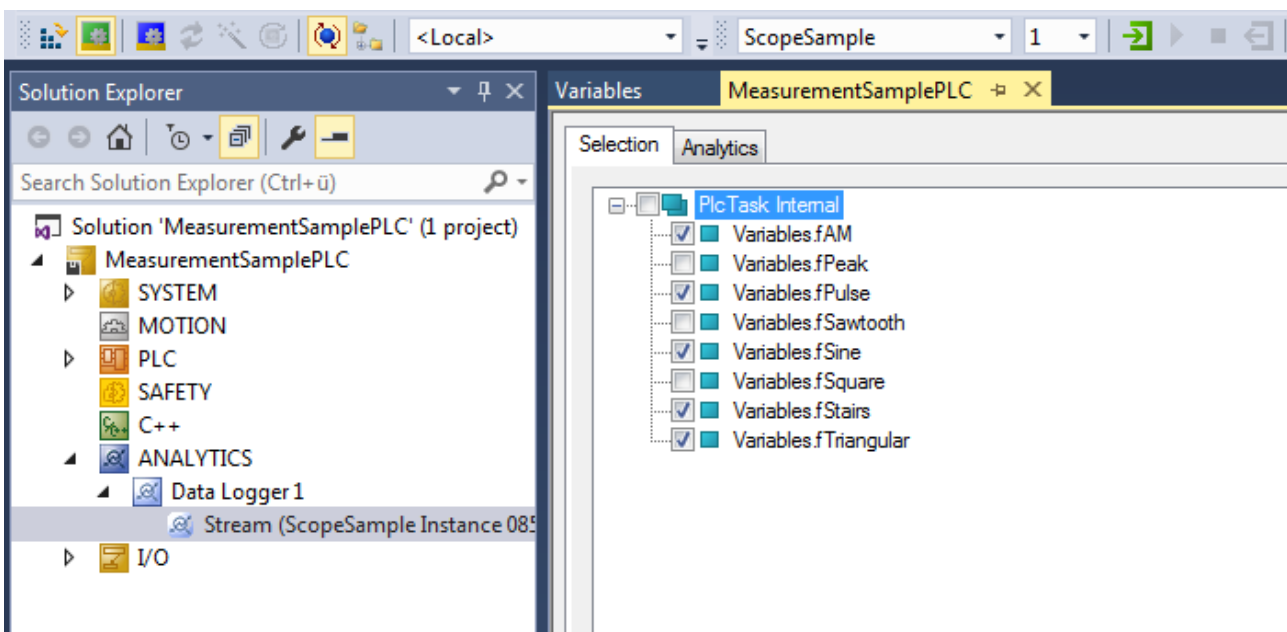 <Local> ScopeSample 1
Solution Explorer
Search Solution Explorer (Ctrl+ü)
Solution 'MeasurementSamplePLC' (1 project)
MeasurementSamplePLC
SYSTEM
MOTION
PLC
SAFETY
C++
ANALYTICS
Data Logger 1
Stream (ScopeSample Instance 085
I/O
Variables MeasurementSamplePLC
Selection Analytics
PlcTask Internal
Variables.fAM
Variables.fPeak
Variables.fPulse
Variables.fSawtooth
Variables.fSine
Variables.fSquare
Variables.fStairs
Variables.fTriangular